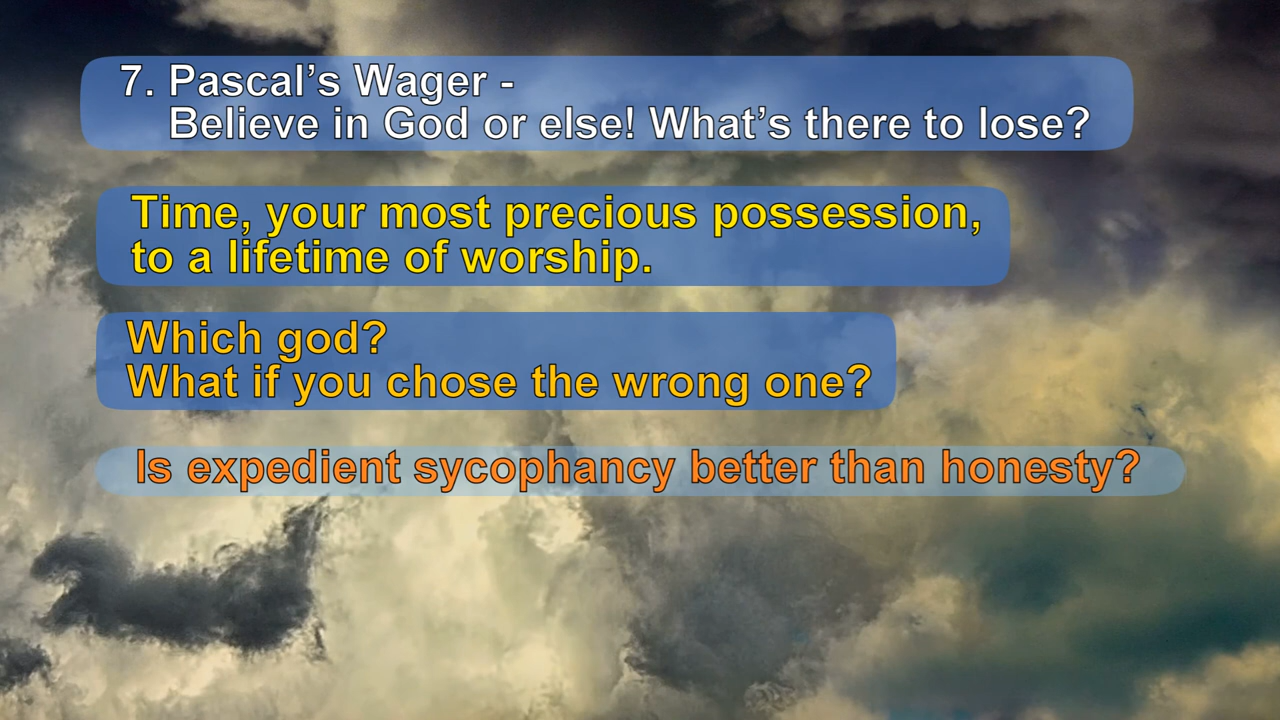 7. Pascal’s Wager -
Believe in God or else! What’s there to lose?
Time, your most precious possession,
to a lifetime of worship.
Which god?
What if you chose the wrong one?
Is expedient sycophancy better than honesty?